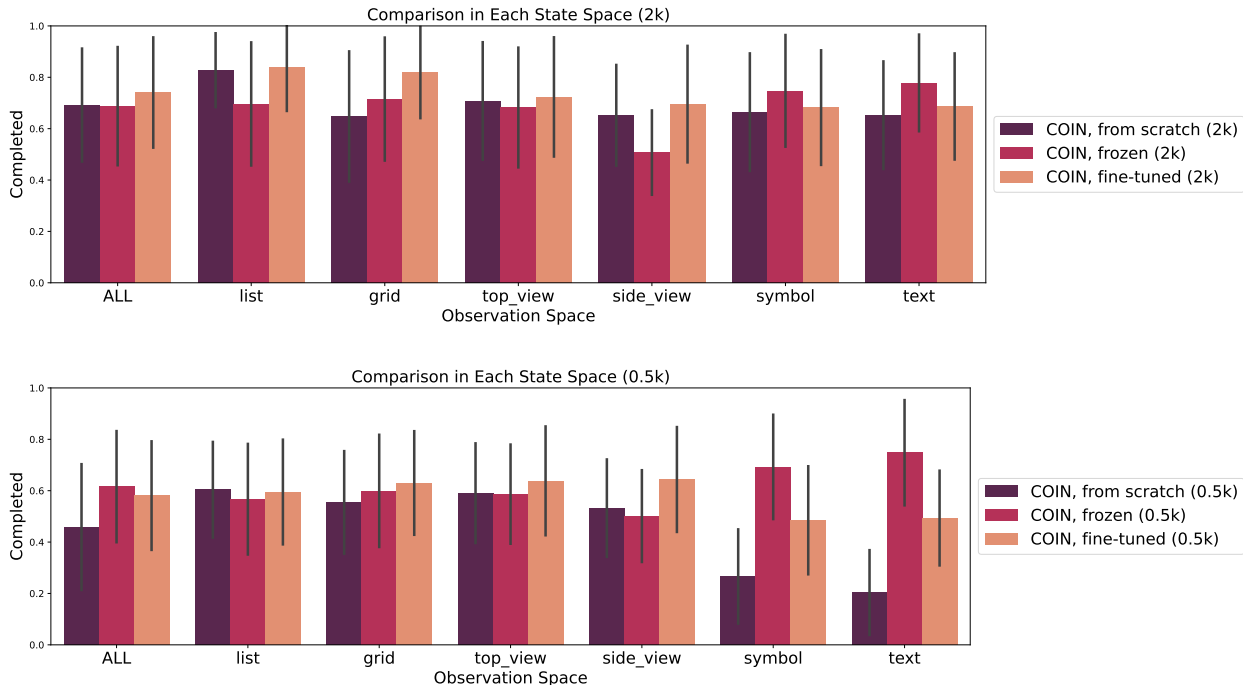 Comparison in Each State Space (2k)
1.0
0.8
0.6
0.4
0.2
0.0
Completed
ALL list grid top_view side_view symbol text
Observation Space
COIN, from scratch (2k)
COIN, frozen (2k)
COIN, fine-tuned (2k)
Comparison in Each State Space (0.5k)
1.0
0.8
0.6
0.4
0.2
0.0
Completed
ALL list grid top_view side_view symbol text
Observation Space
COIN, from scratch (0.5k)
COIN, frozen (0.5k)
COIN, fine-tuned (0.5k)